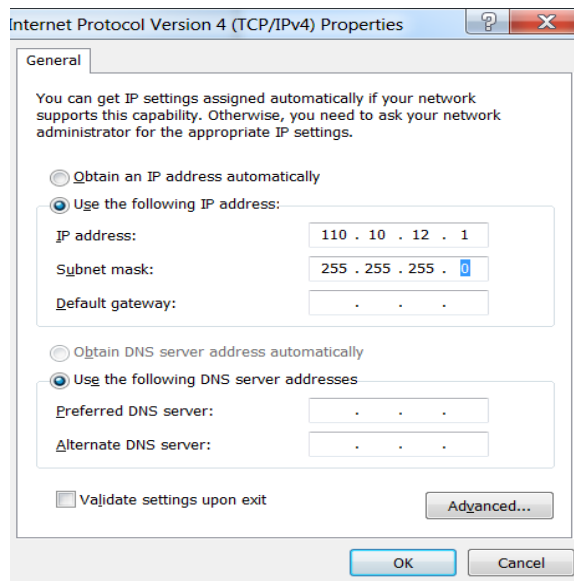 Internet Protocol Version 4 (TCP/IPv4) Properties
General
You can get IP settings assigned automatically if your network
supports this capability. Otherwise, you need to ask your network
administrator for the appropriate IP settings.
Obtain an IP address automatically
Use the following IP address:
IP address: 110 . 10 . 12 . 1
Subnet mask: 255 . 255 . 255 . 0
Default gateway: . . .
Obtain DNS server address automatically
Use the following DNS server addresses
Preferred DNS server: . . .
Alternate DNS server: . . .
Validate settings upon exit
Advanced...
OK Cancel